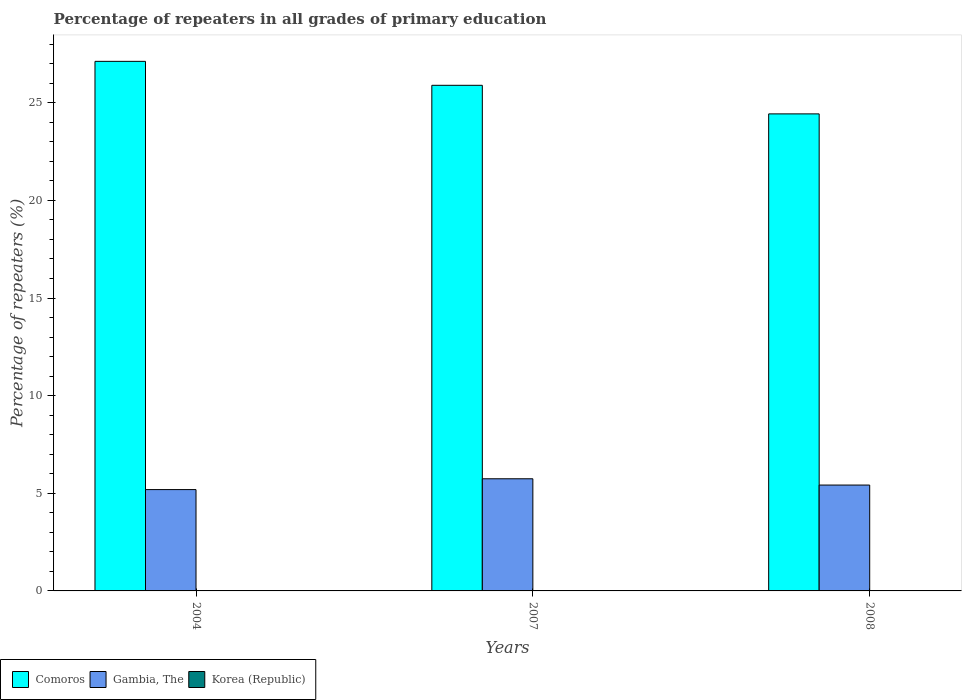 Percentage of repeaters in all grades of primary education
Percentage of repeaters (%)
25
20
15
10
5
0
2004
2007
2008
Years
Comoros
Gambia, The
Korea (Republic)